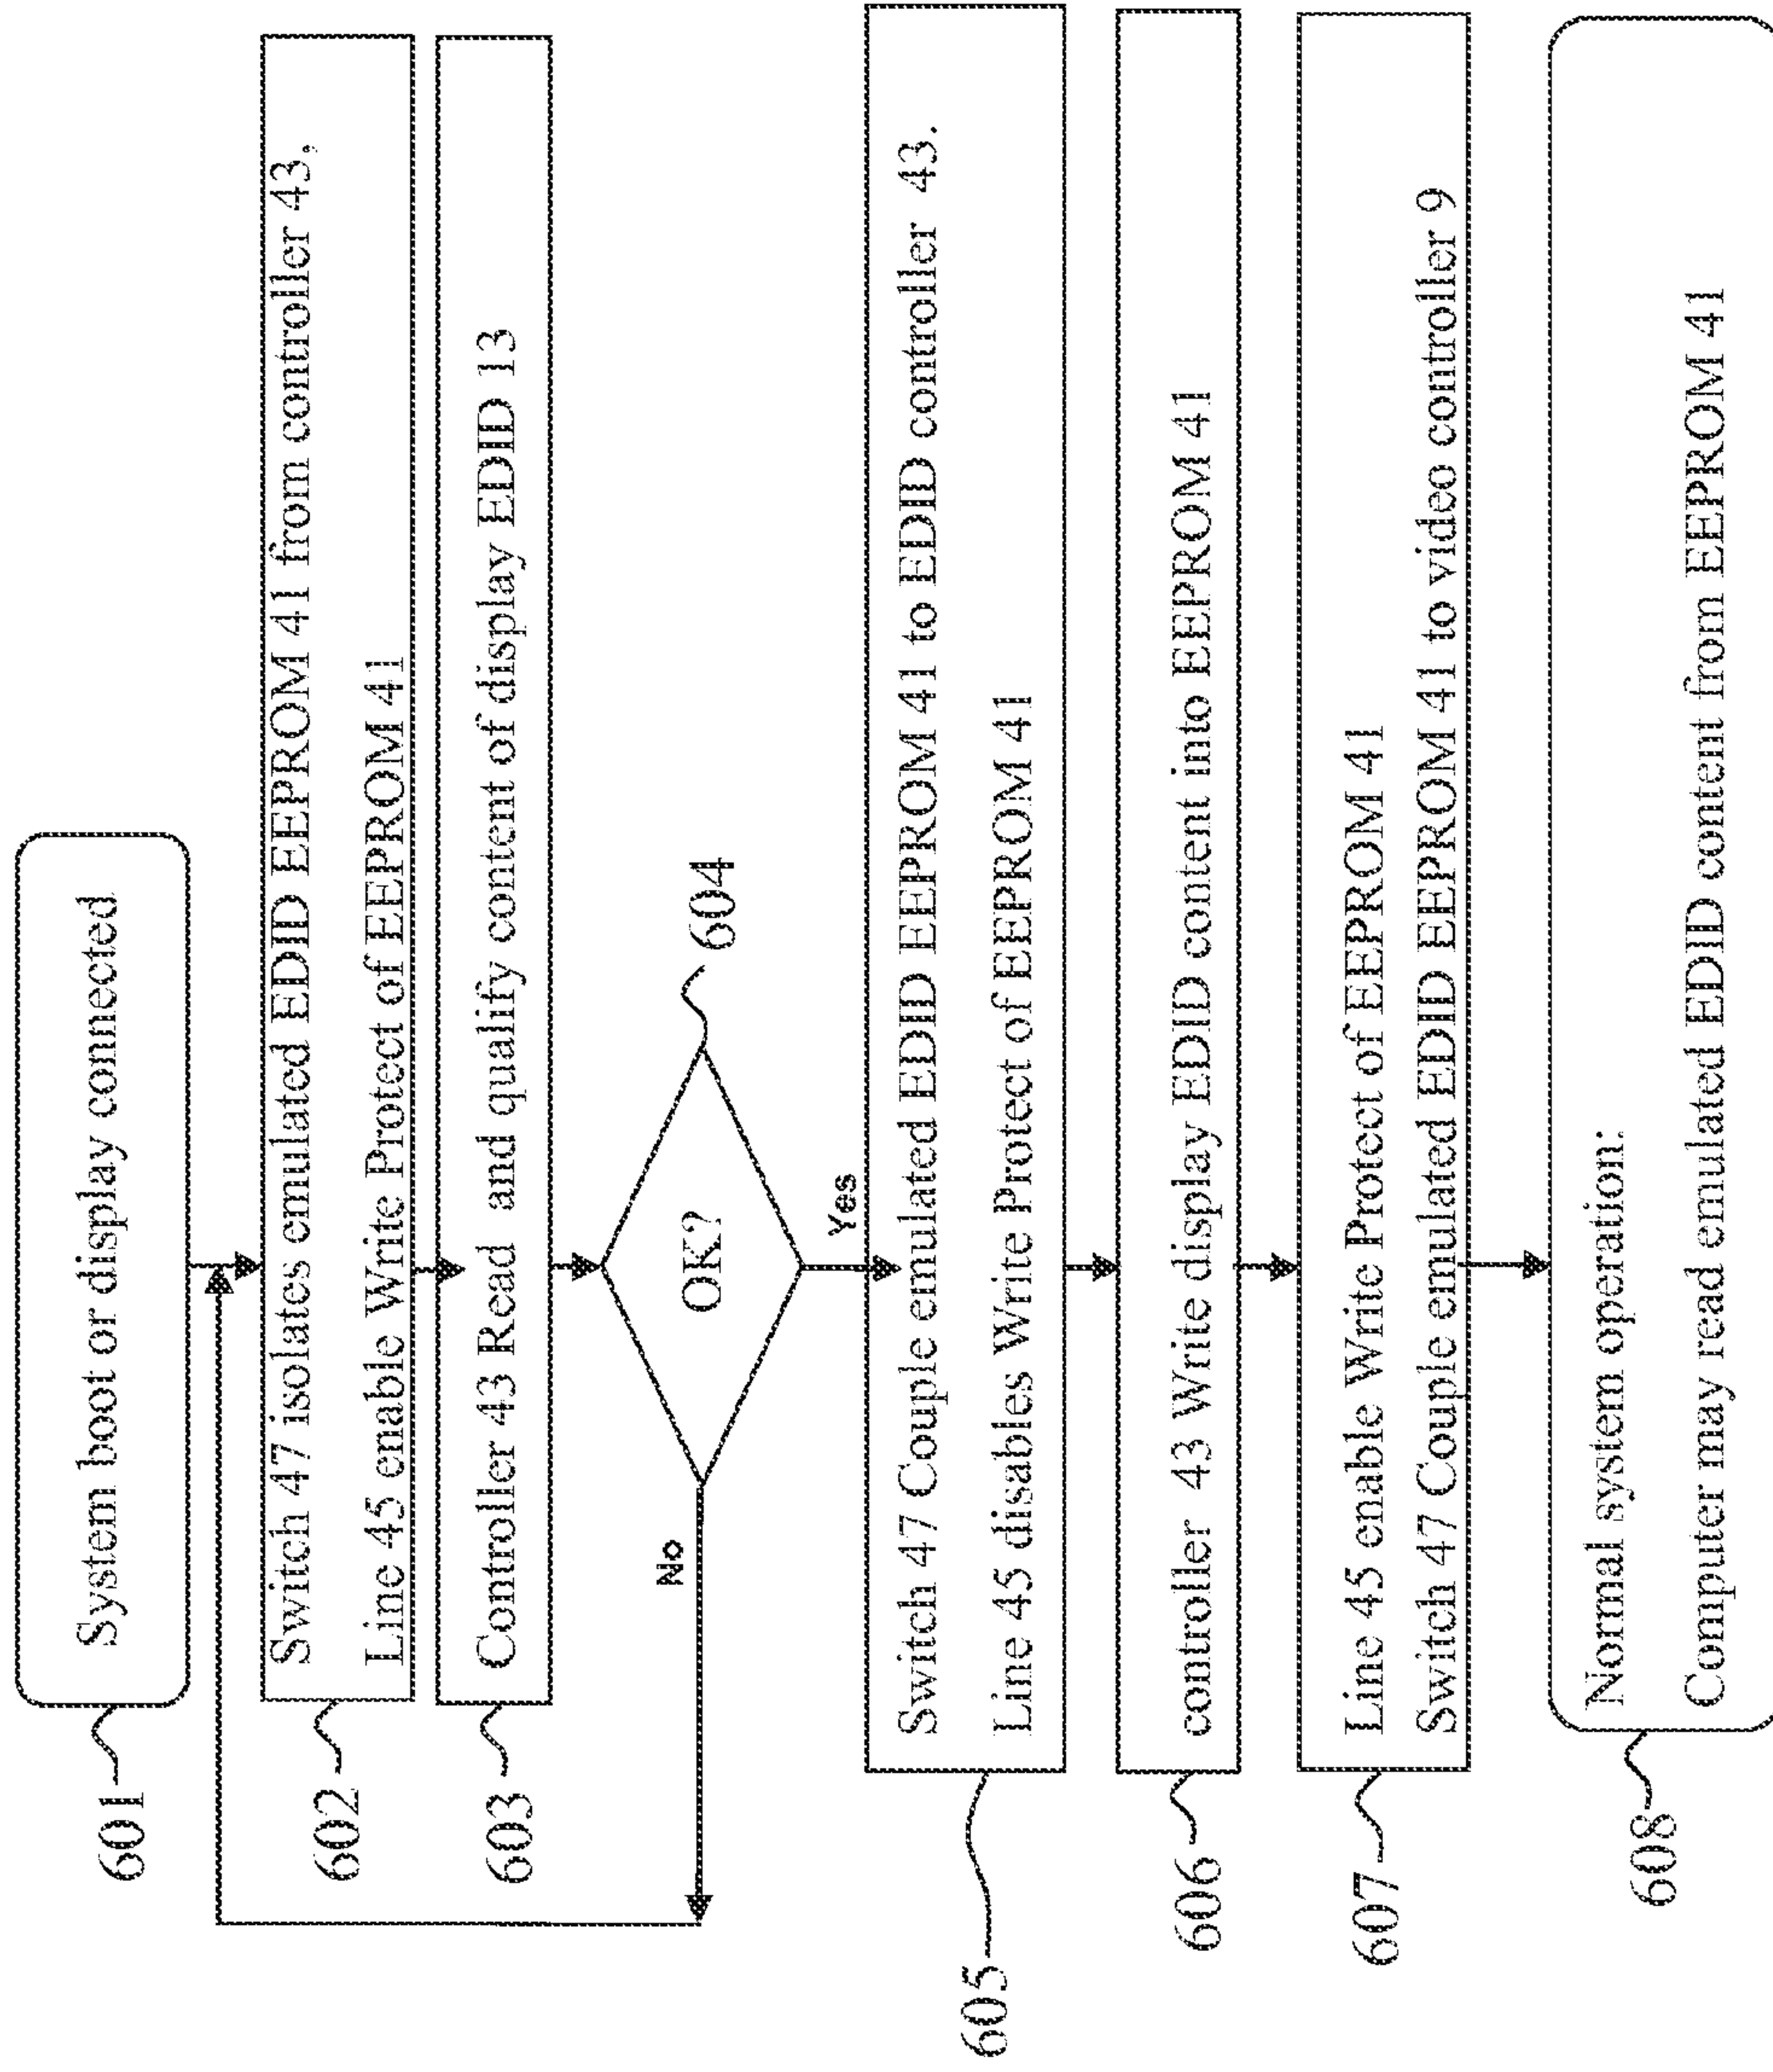 601
System boot or display connected
602
Switch 47 isolates emulated EDID EEPROM 41 from controller 43,
Line 45 enable Write Protect of EEPROM 41
603
Controller 43 Read and qualify content of display EDID 13
604
OK?
No
Yes
605
Switch 47 Couple emulated EDID EEPROM 41 to EDID controller 43.
Line 45 disables Write Protect of EEPROM 41
606
controller 43 Write display EDID content into EEPROM 41
607
Line 45 enable Write Protect of EEPROM 41
Switch 47 Couple emulated EDID EEPROM 41 to video controller 9
608
Normal system operation:
Computer may read emulated EDID content from EEPROM 41